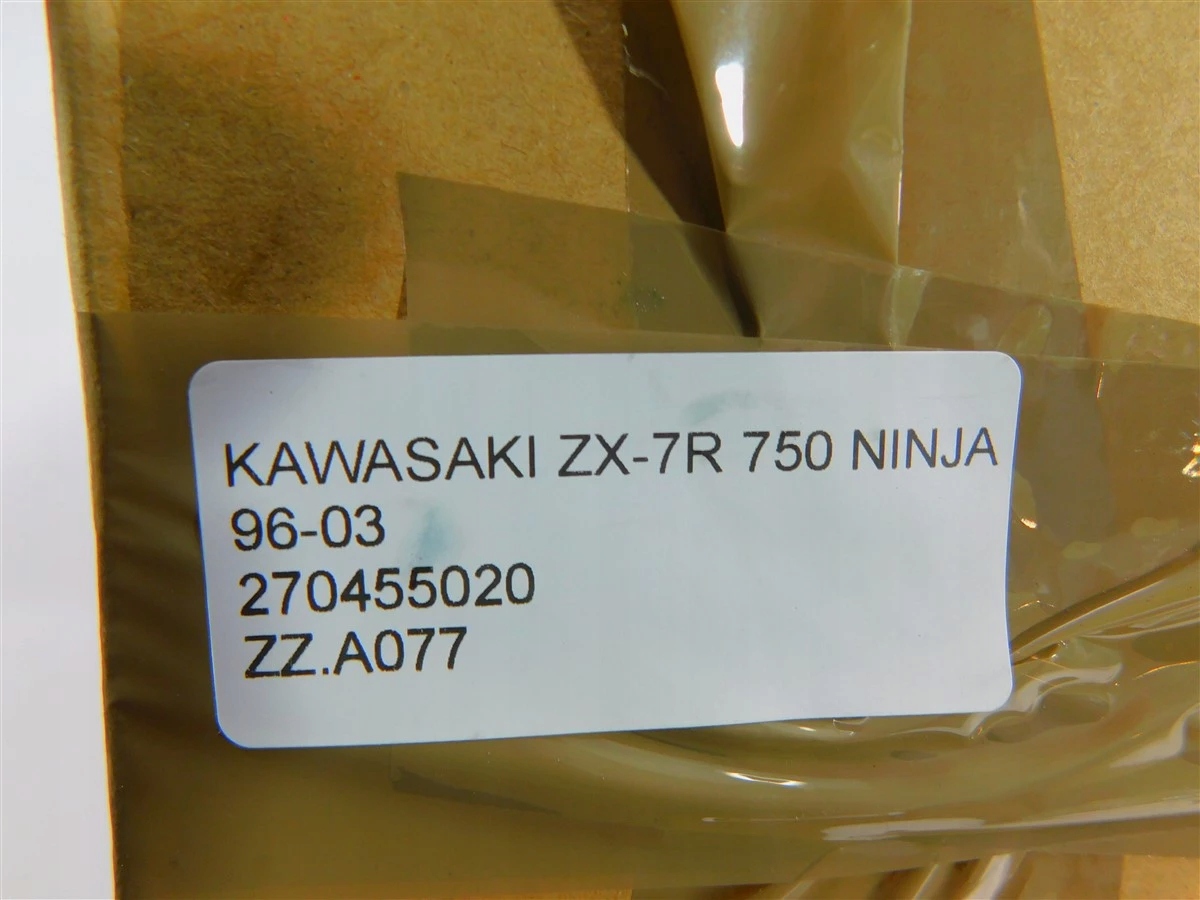 KAWASAKI ZX-7R 750 NINJA
96-03
270455020
ZZ.A077